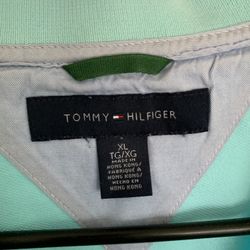 TOMMY HILFIGER
XL
TG/XG
MADE IN
HONG KONG/
FABRIQUÉ À
HONG KONG/
HECHO EN
HONG KONG